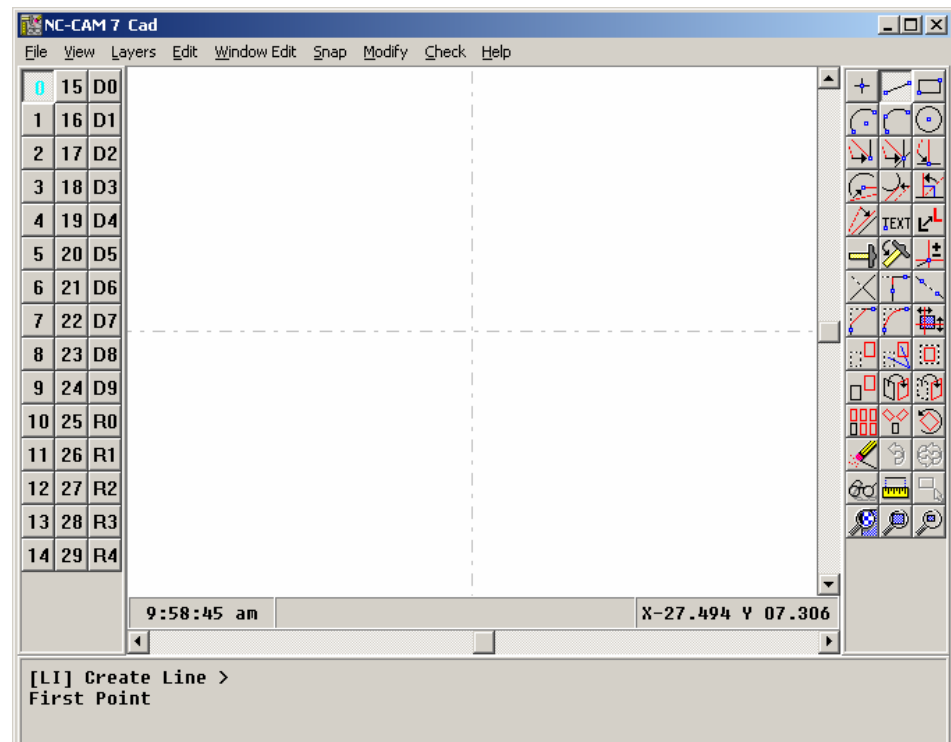 NC-CAM 7 Cad
File View Layers Edit Window Edit Snap Modify Check Help
0 15 D0
1 16 D1
2 17 D2
3 18 D3
4 19 D4
5 20 D5
6 21 D6
7 22 D7
8 23 D8
9 24 D9
10 25 R0
11 26 R1
12 27 R2
13 28 R3
14 29 R4
TEXT
9:58:45 am
X-27.494 Y 07.306
[LI] Create Line >
First Point